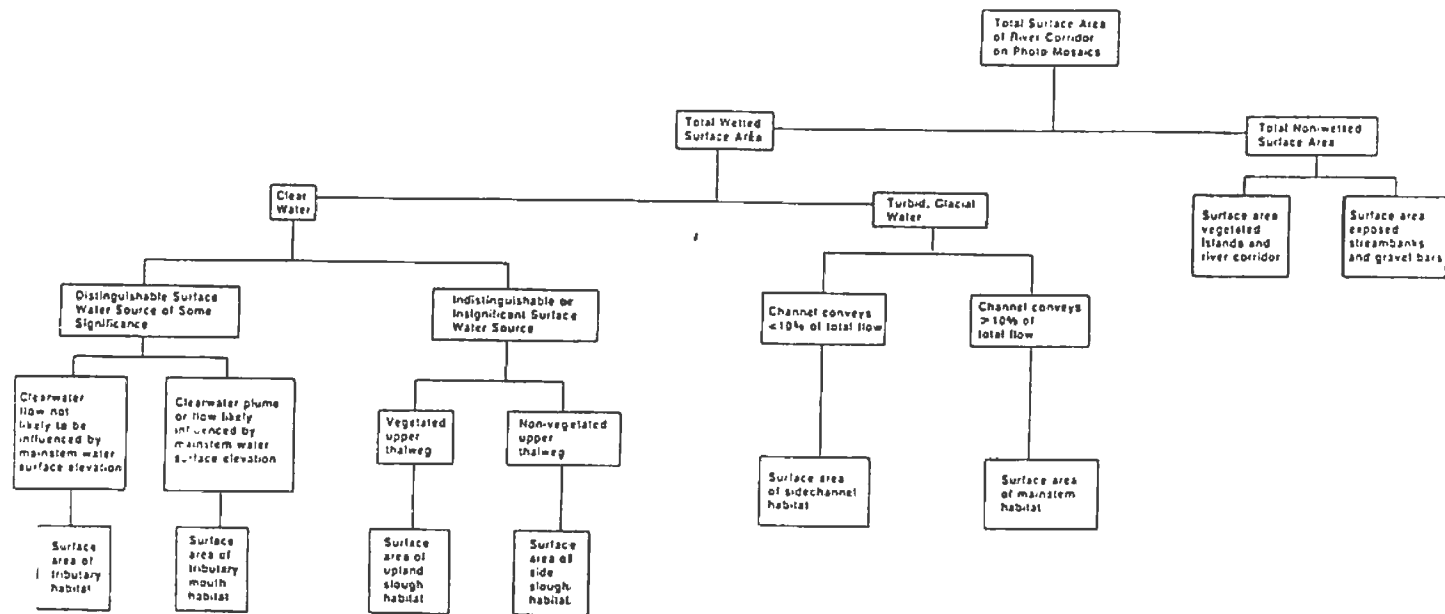 Total Surface Area
of River Corridor
on Photo Mosaics
Total Wetted
Surface Area
Total Non-wetted
Surface Area
Clear
Water
Turbid, Glacial
Water
Surface area
vegetated
islands and
river corridor
Surface area
exposed
streambanks
and gravel bars
Distinguishable Surface
Water Source of Some
Significance
Indistinguishable or
Insignificant Surface
Water Source
Channel conveys
<10% of total flow
Channel conveys
>10% of
total flow
Clearwater
flow not
likely to be
influenced by
mainstem water
surface elevation
Clearwater plume
or flow likely
influenced by
mainstem water
surface elevation
Vegetated
upper
thalweg
Non-vegetated
upper
thalweg
Surface area
of sidechannel
habitat
Surface area
of mainstem
habitat
Surface
area of
tributary
habitat
Surface
area of
tributary
mouth
habitat
Surface
area of
upland
slough
habitat
Surface
area of
side
slough
habitat.